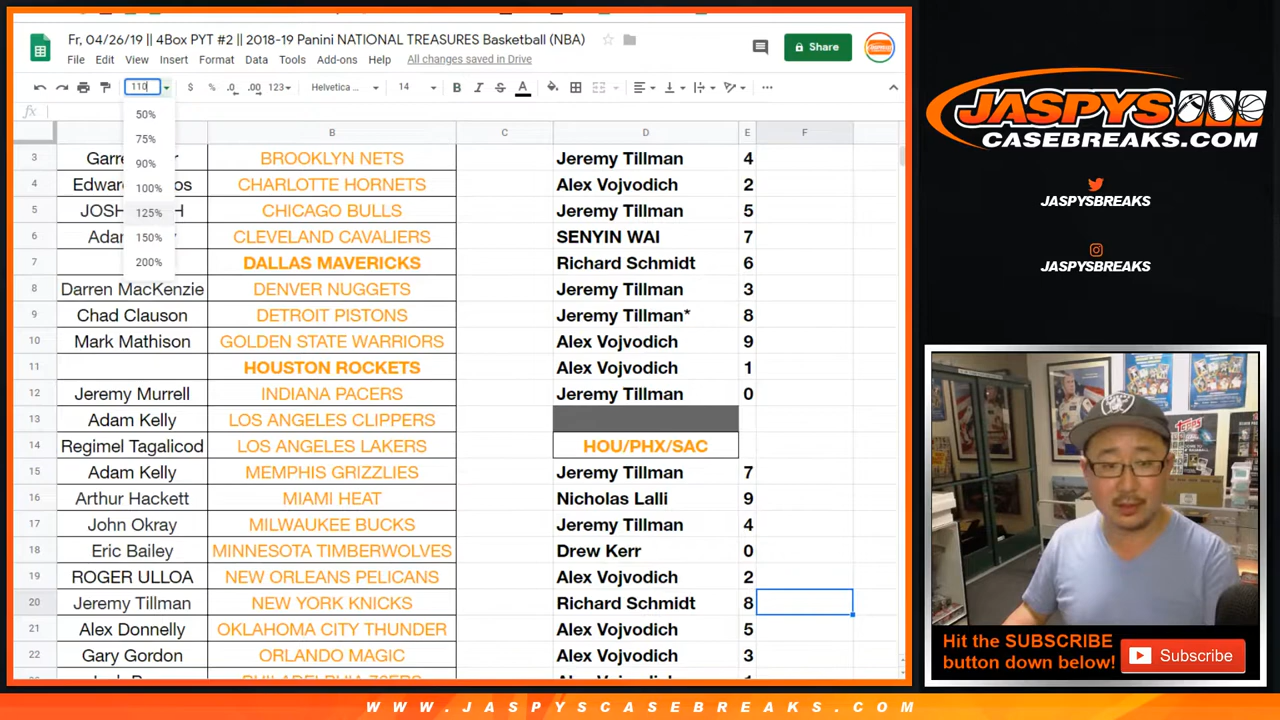 Fr, 04/26/19 || 4Box PYT #2 || 2018-19 Panini NATIONAL TREASURES Basketball (NBA)
File Edit View Insert Format Data Tools Add-ons Help All changes saved in Drive
Share
110 $ % .0 .00 123 Helvetica ... 14 B I S A
fx
50%
75%
90%
100%
125%
150%
200%
B C D E F
3 BROOKLYN NETS Jeremy Tillman 4
4 CHARLOTTE HORNETS Alex Vojvodich 2
5 CHICAGO BULLS Jeremy Tillman 5
6 CLEVELAND CAVALIERS SENYIN WAI 7
7 DALLAS MAVERICKS Richard Schmidt 6
8 Darren MacKenzie DENVER NUGGETS Jeremy Tillman 3
9 Chad Clauson DETROIT PISTONS Jeremy Tillman* 8
10 Mark Mathison GOLDEN STATE WARRIORS Alex Vojvodich 9
11 HOUSTON ROCKETS Alex Vojvodich 1
12 Jeremy Murrell INDIANA PACERS Jeremy Tillman 0
13 Adam Kelly LOS ANGELES CLIPPERS
14 Regimel Tagalicod LOS ANGELES LAKERS HOU/PHX/SAC
15 Adam Kelly MEMPHIS GRIZZLIES Jeremy Tillman 7
16 Arthur Hackett MIAMI HEAT Nicholas Lalli 9
17 John Okray MILWAUKEE BUCKS Jeremy Tillman 4
18 Eric Bailey MINNESOTA TIMBERWOLVES Drew Kerr 0
19 ROGER ULLOA NEW ORLEANS PELICANS Alex Vojvodich 2
20 Jeremy Tillman NEW YORK KNICKS Richard Schmidt 8
21 Alex Donnelly OKLAHOMA CITY THUNDER Alex Vojvodich 5
22 Gary Gordon ORLANDO MAGIC Alex Vojvodich 3
JASPYS
CASEBREAKS.COM
JASPYSBREAKS
JASPYSBREAKS
Topps
Hit the SUBSCRIBE
button down below!
Subscribe
WWW.JASPYSCASEBREAKS.COM